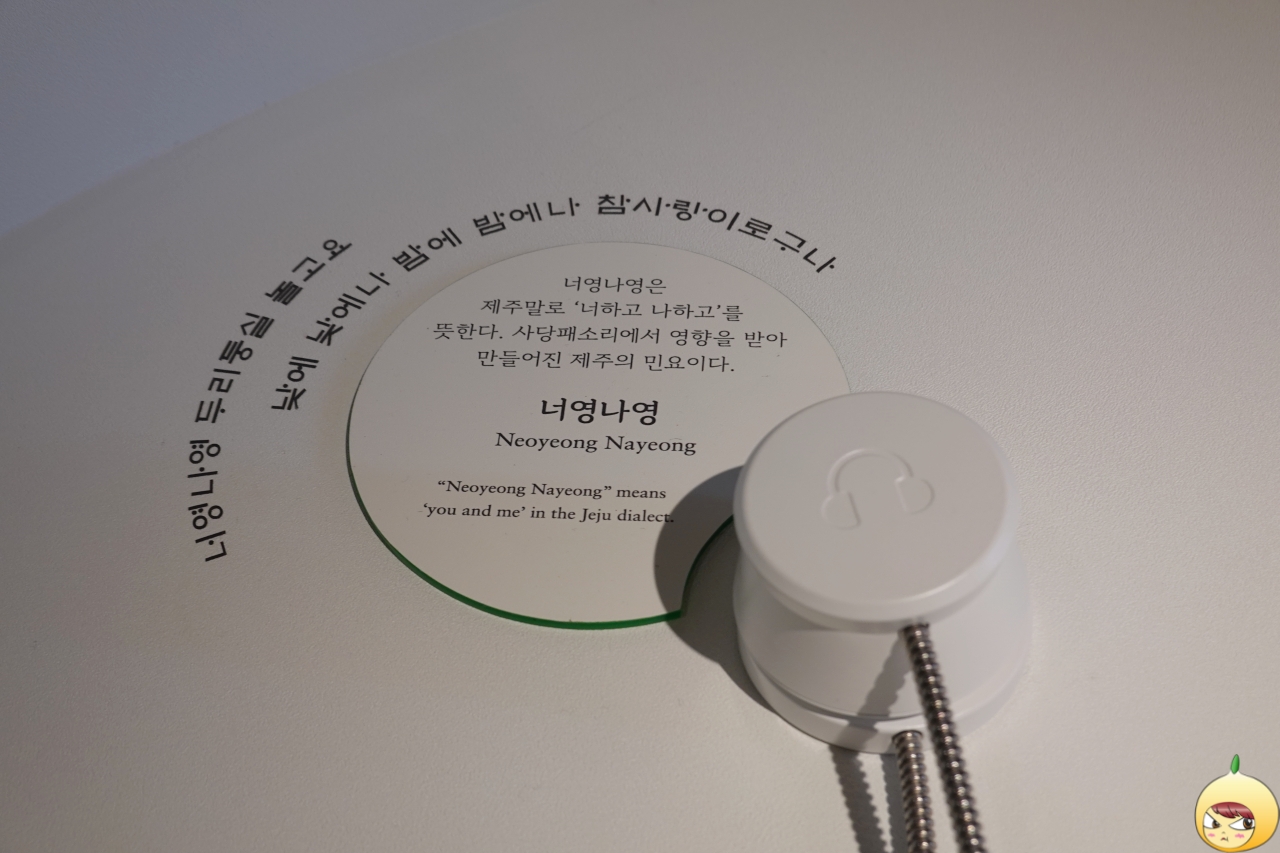 너영나영 두리둥실 놀고요
낮에 낮에나 밤에 밤에나 참사랑이로구나
너영나영은
제주말로 ‘너하고 나하고’를
뜻한다. 사당패소리에서 영향을 받아
만들어진 제주의 민요이다.
너영나영
Neoyeong Nayeong
“Neoyeong Nayeong” means
‘you and me’ in the Jeju dialect.